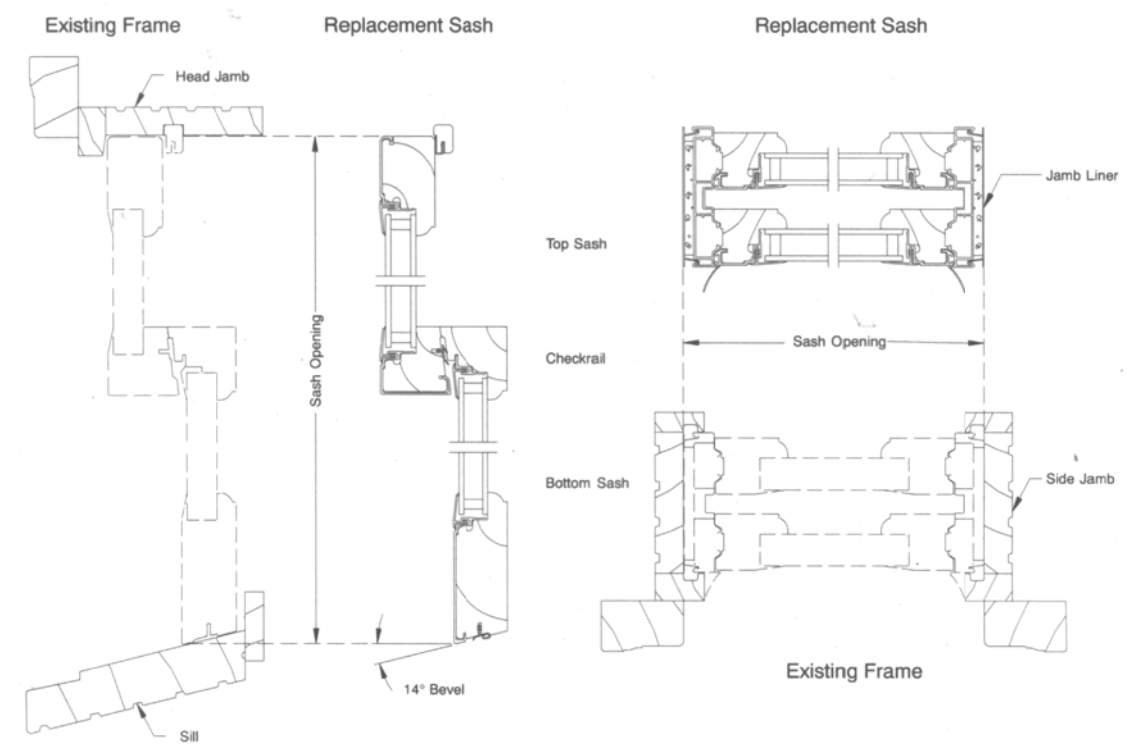 Existing Frame
Replacement Sash
Replacement Sash
Head Jamb
Jamb Liner
Top Sash
Sash Opening
Sash Opening
Checkrail
Bottom Sash
Side Jamb
Existing Frame
14° Bevel
Sill